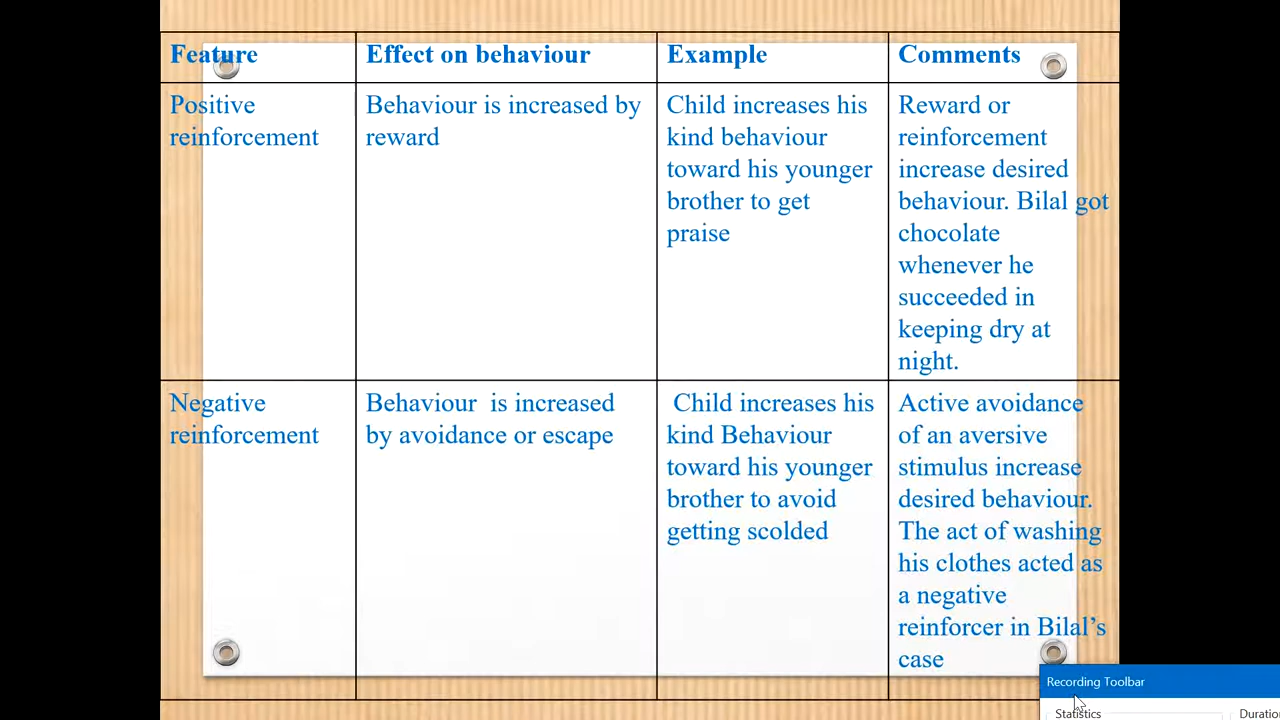 Feature
Effect on behaviour
Example
Comments
Positive
reinforcement
Behaviour is increased by
reward
Child increases his
kind behaviour
toward his younger
brother to get
praise
Reward or
reinforcement
increase desired
behaviour. Bilal got
chocolate
whenever he
succeeded in
keeping dry at
night.
Negative
reinforcement
Behaviour  is increased
by avoidance or escape
Child increases his
kind Behaviour
toward his younger
brother to avoid
getting scolded
Active avoidance
of an aversive
stimulus increase
desired behaviour.
The act of washing
his clothes acted as
a negative
reinforcer in Bilal’s
case
Recording Toolbar
Statistics